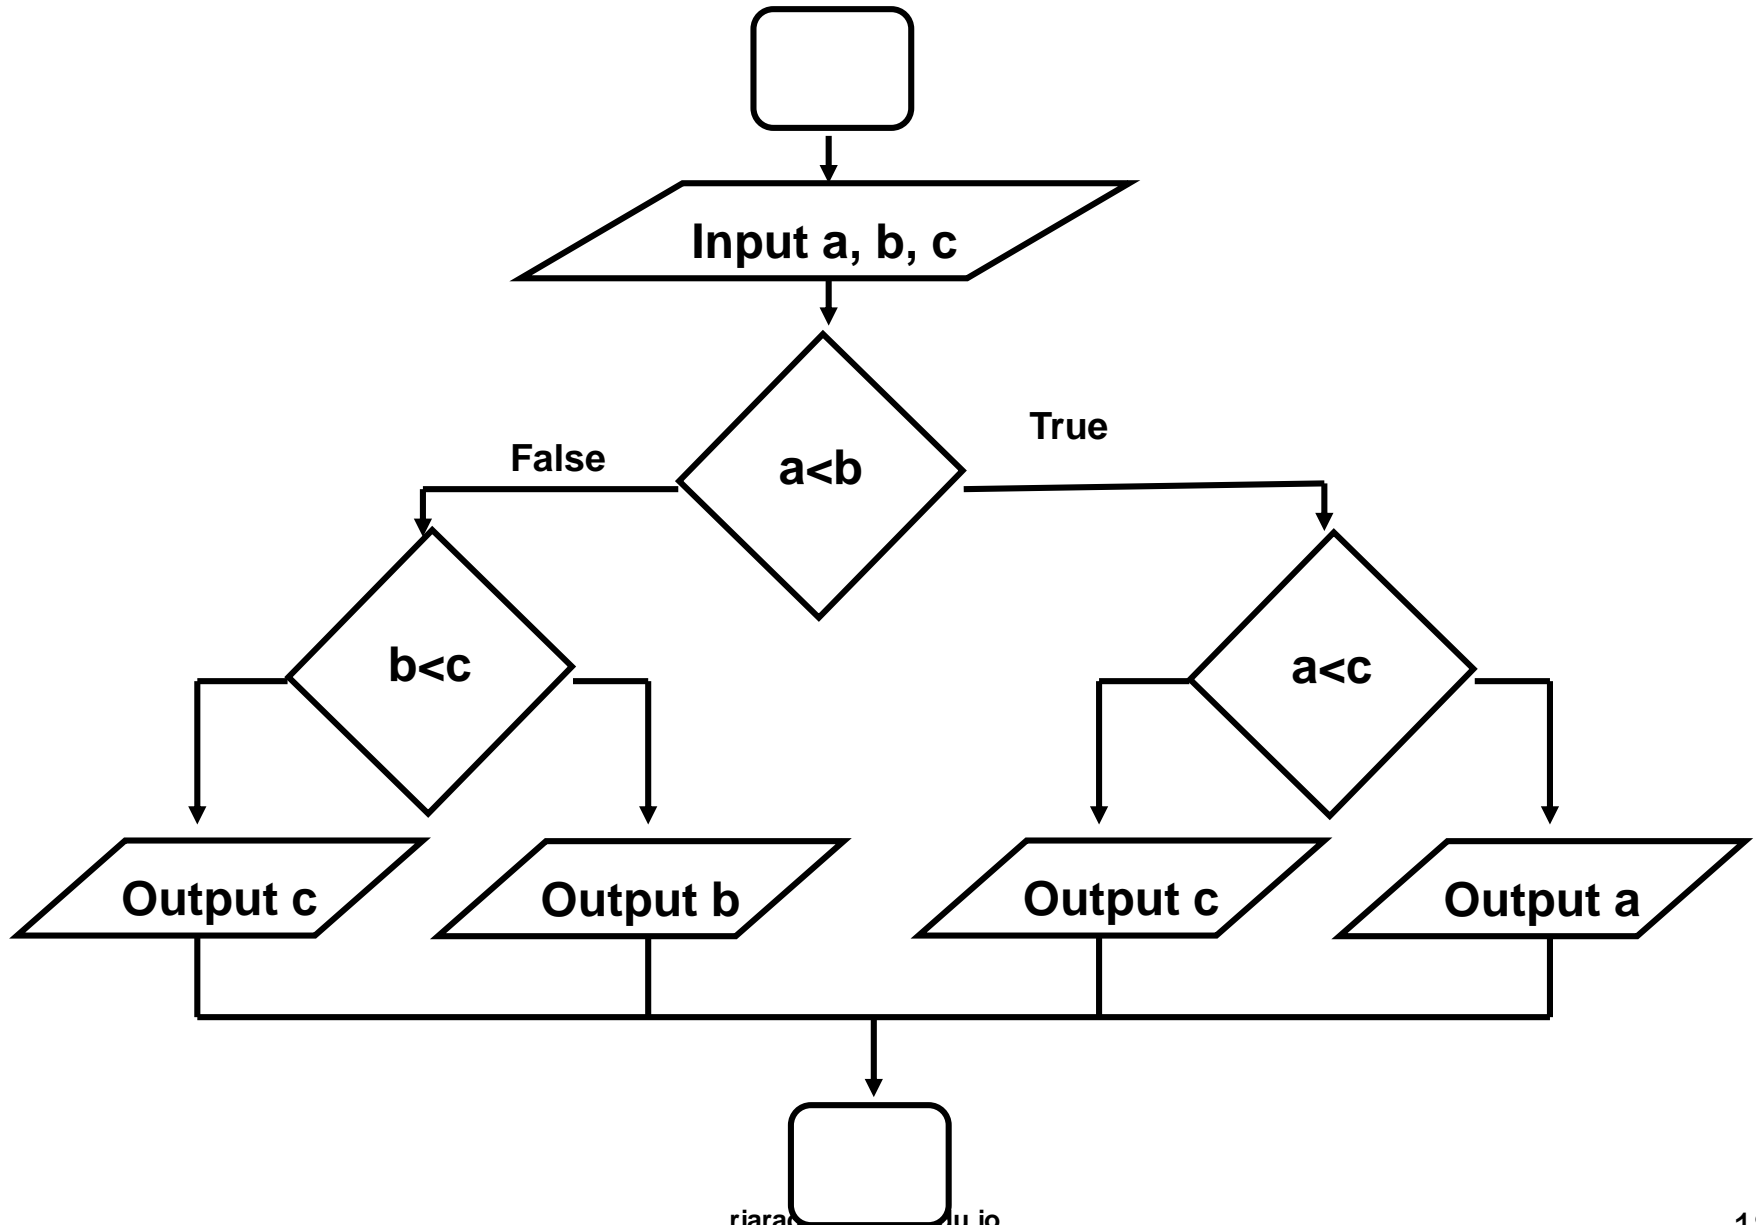 Input a, b, c
True
False
a<b
b<c
a<c
Output c
Output b
Output c
Output a